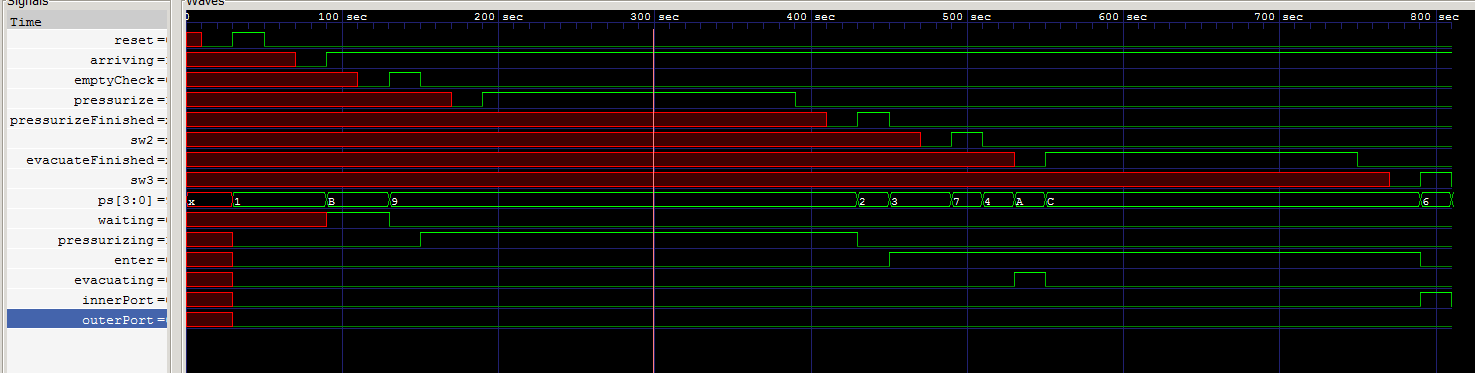 Signals
Waves
Time
0 100 sec 200 sec 300 sec 400 sec 500 sec 600 sec 700 sec 800 sec
reset =
arriving =
emptyCheck =
pressurize =
pressurizeFinished =
sw2 =
evacuateFinished =
sw3 =
ps[3:0] = x 1 B 9 2 3 7 4 A C 6
waiting =
pressurizing =
enter =
evacuating =
innerPort =
outerPort =